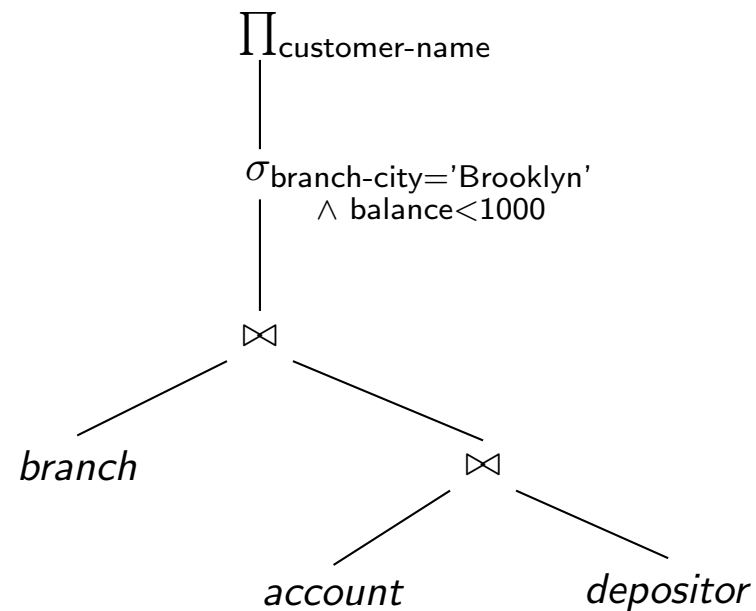 ∏customer-name
σbranch-city='Brooklyn'
∧ balance<1000
⋈
branch
⋈
account
depositor